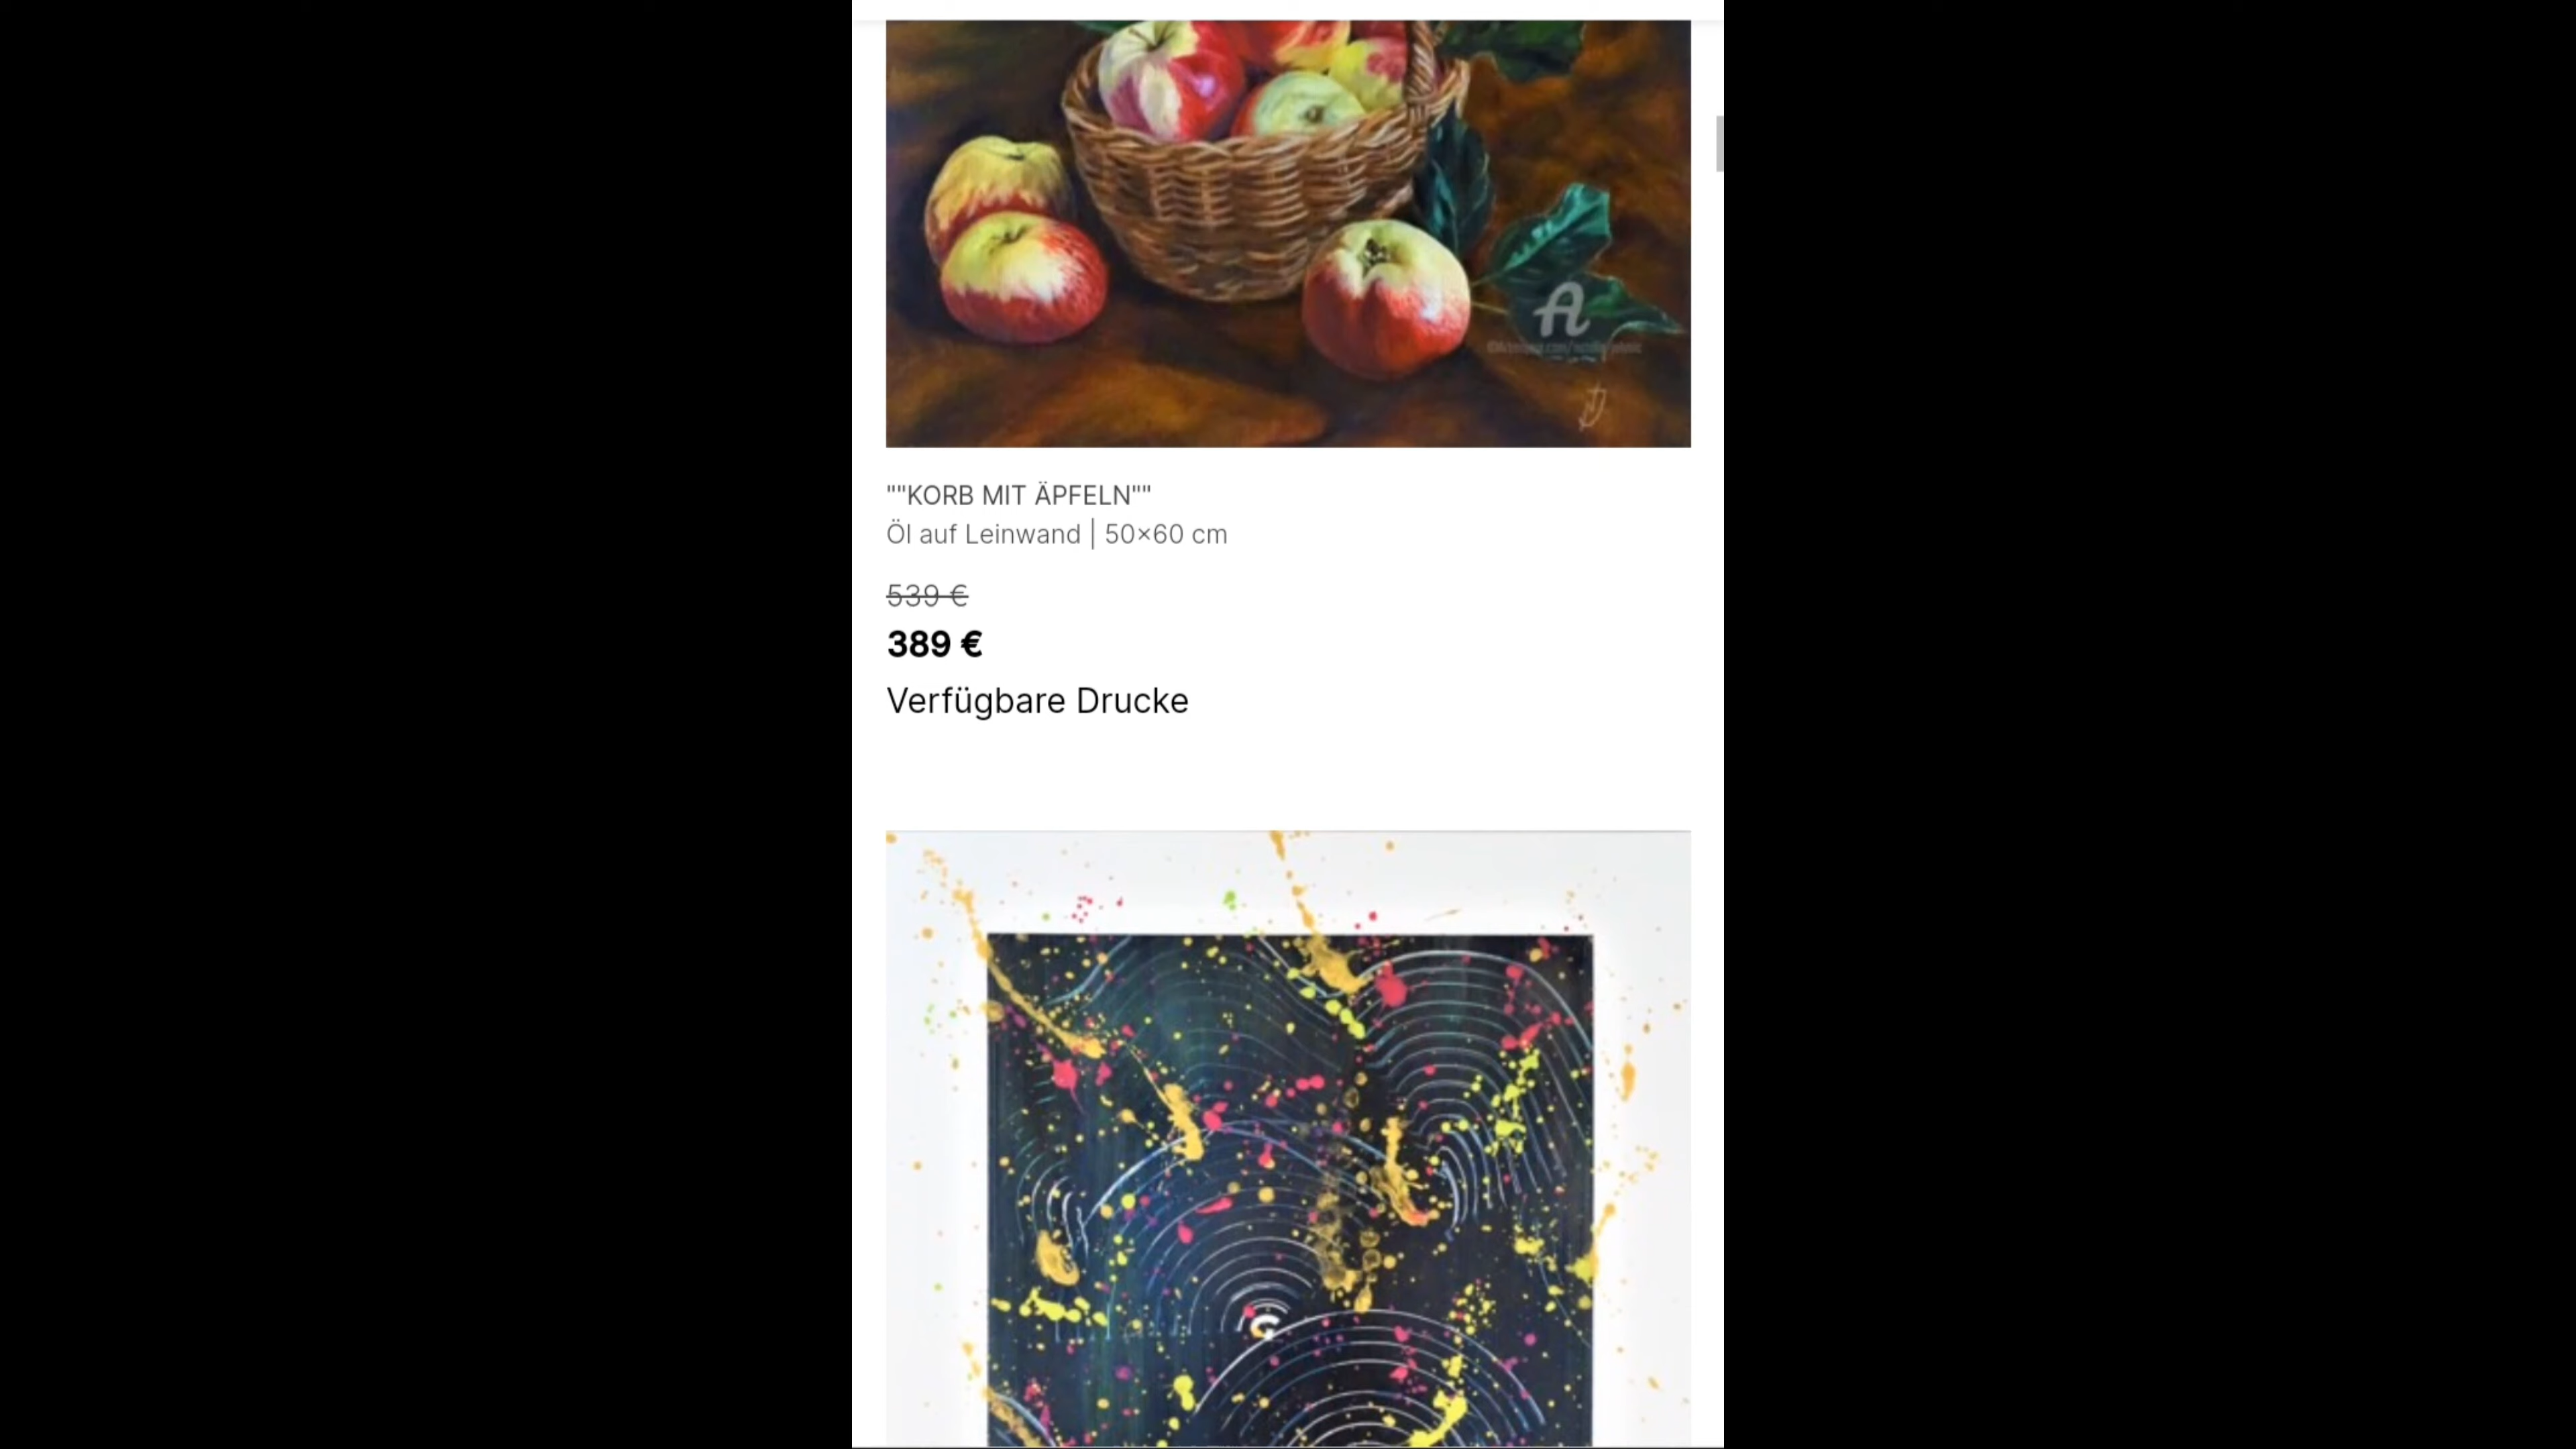 ""KORB MIT ÄPFELN""
Öl auf Leinwand | 50×60 cm
539 €
389 €
Verfügbare Drucke